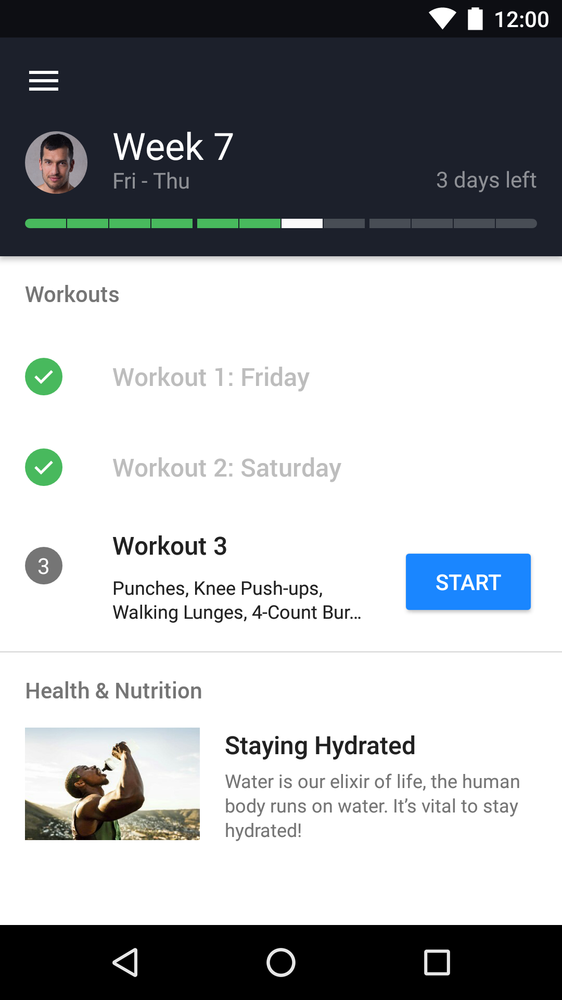 12:00
Week 7
Fri - Thu
3 days left
Workouts
Workout 1: Friday
Workout 2: Saturday
3
Workout 3
Punches, Knee Push-ups,
Walking Lunges, 4-Count Bur...
START
Health & Nutrition
Staying Hydrated
Water is our elixir of life, the human
body runs on water. It’s vital to stay
hydrated!